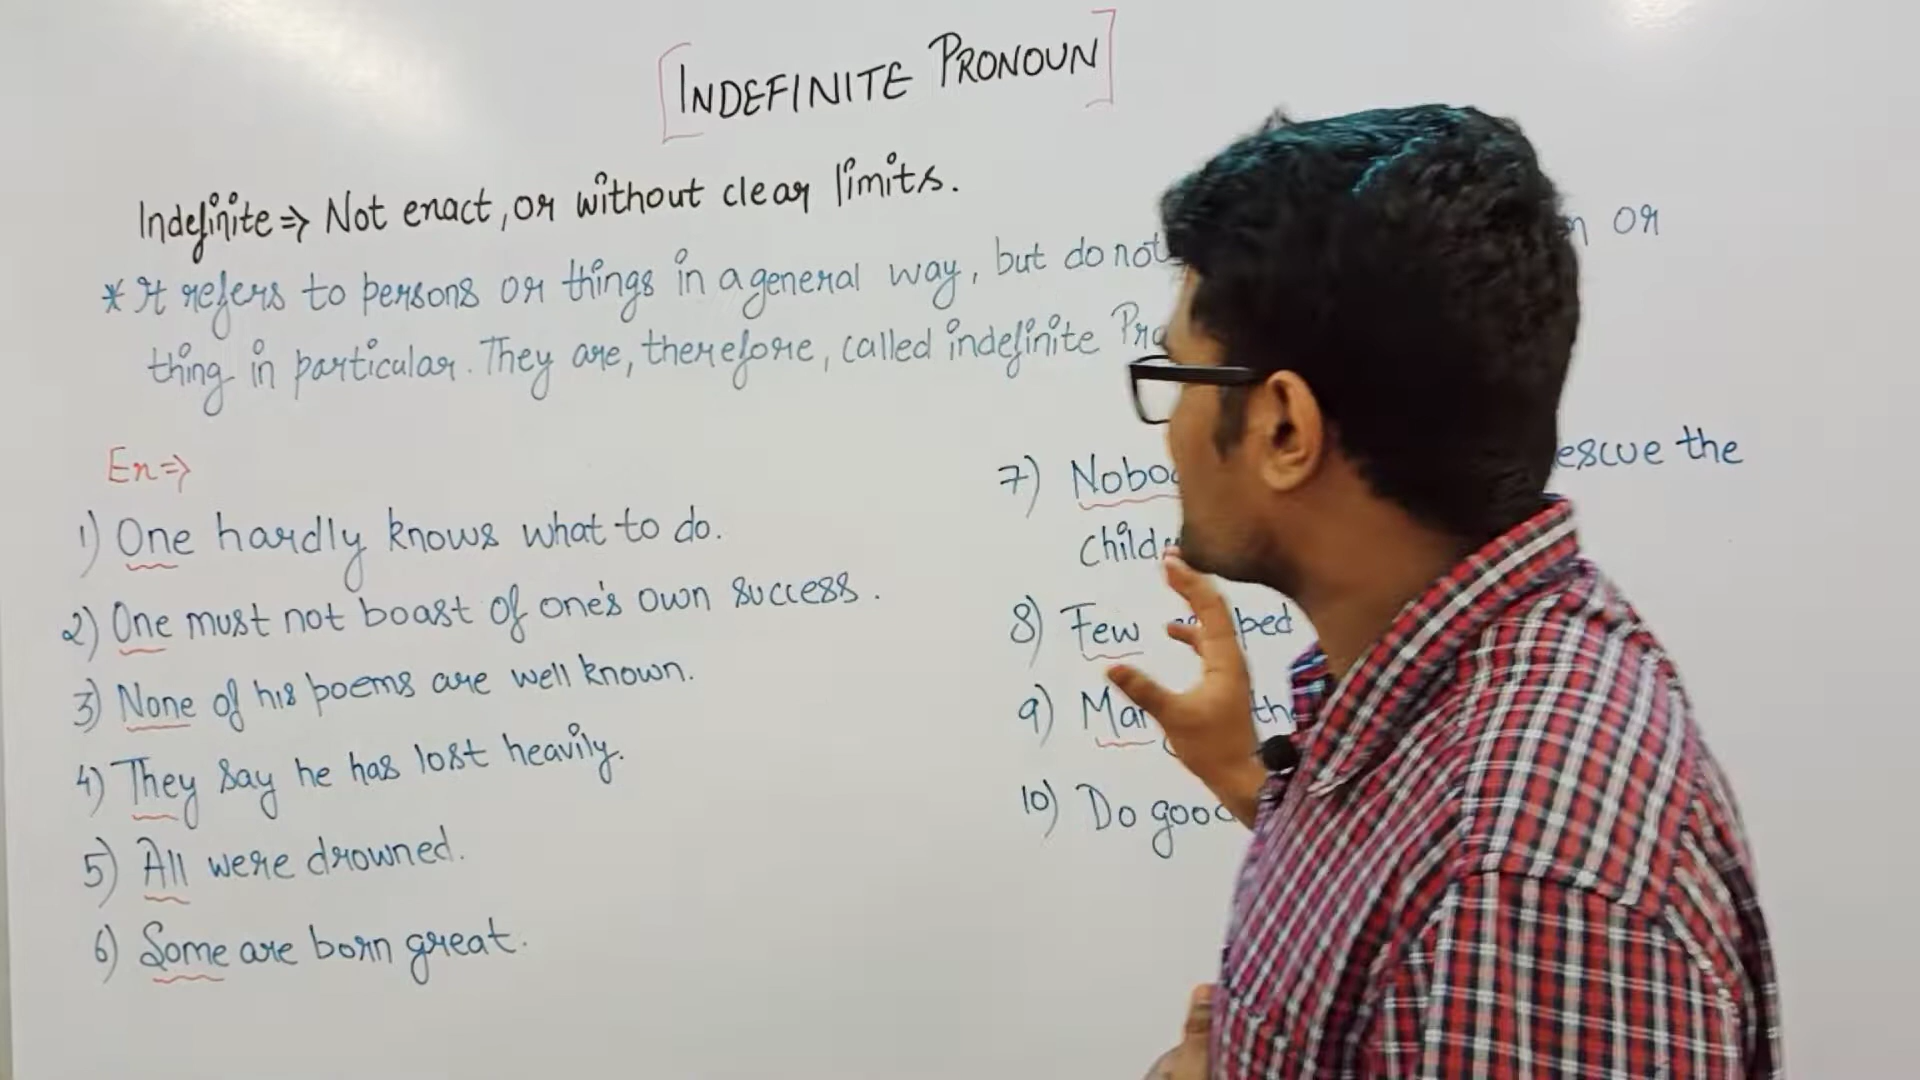 INDEFINITE PRONOUN
Indefinite ⇒ Not exact, or without clear limits.
* It refers to persons or things in a general way, but do not or
thing in particular. They are, therefore, called indefinite
Ex ⇒
1) One hardly knows what to do.
2) One must not boast of one's own success.
3) None of his poems are well known.
4) They say he has lost heavily.
5) All were drowned.
6) Some are born great.
7) the
8) Few
9)
10) Do